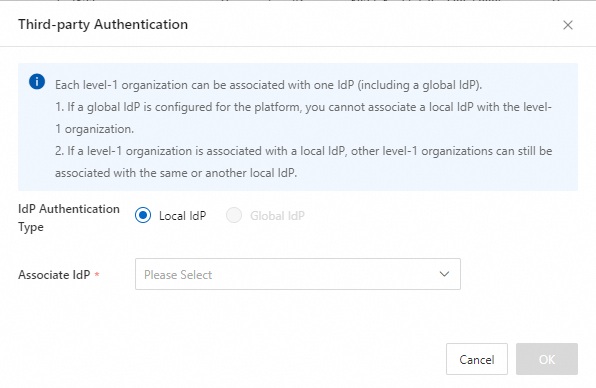 Third-party Authentication
Each level-1 organization can be associated with one IdP (including a global IdP).
1. If a global IdP is configured for the platform, you cannot associate a local IdP with the level-
1 organization.
2. If a level-1 organization is associated with a local IdP, other level-1 organizations can still be
associated with the same or another local IdP.
IdP Authentication
Type
Local IdP
Global IdP
Associate IdP *
Please Select
Cancel
OK